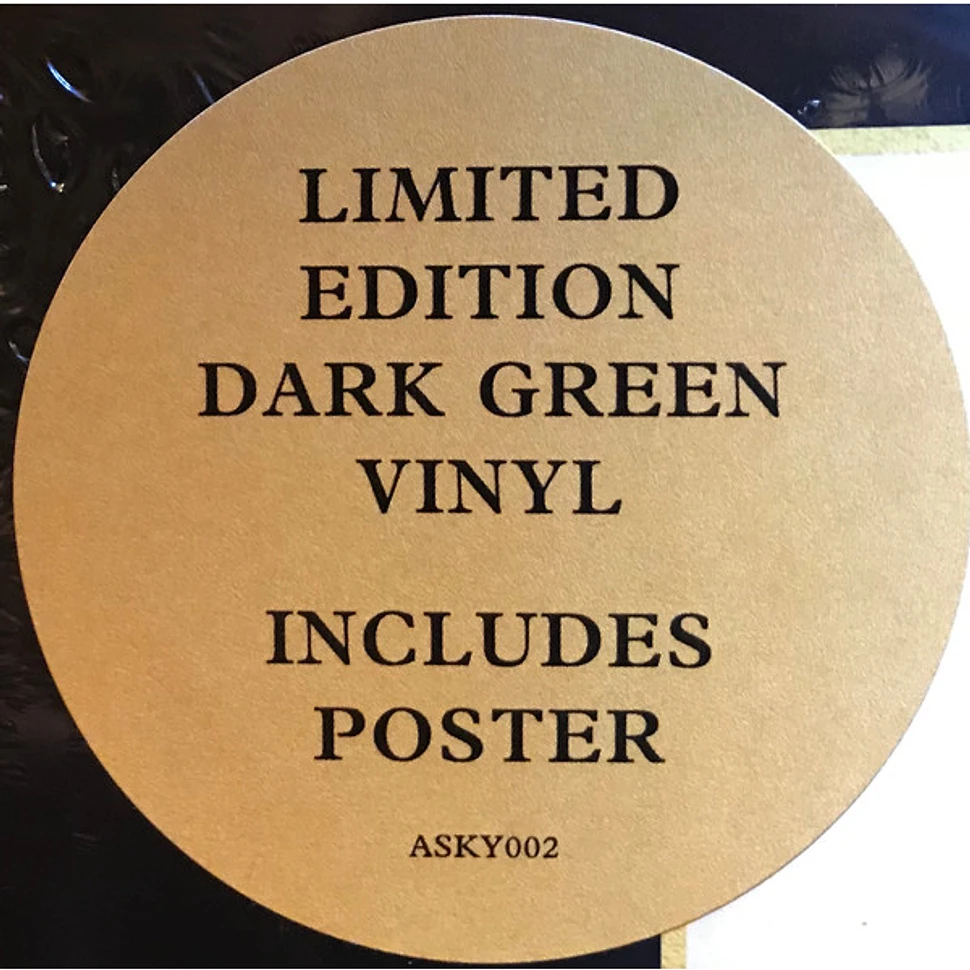 LIMITED
EDITION
DARK GREEN
VINYL
INCLUDES
POSTER
ASKY002